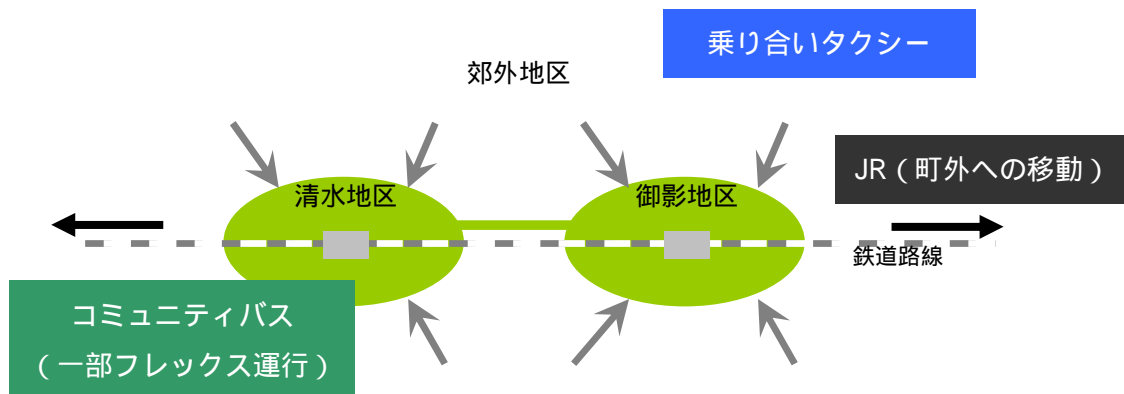 乗り合いタクシー
郊外地区
JR（町外への移動）
清水地区
御影地区
鉄道路線
コミュニティバス
（一部フレックス運行）